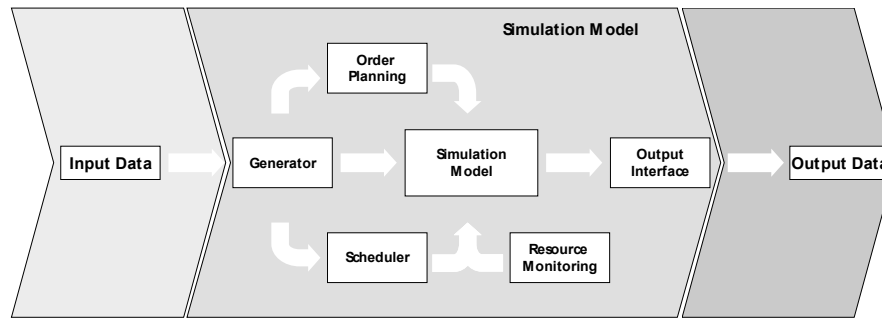 Simulation Model
Order
Planning
Input Data
Generator
Simulation
Model
Output
Interface
Output Data
Scheduler
Resource
Monitoring